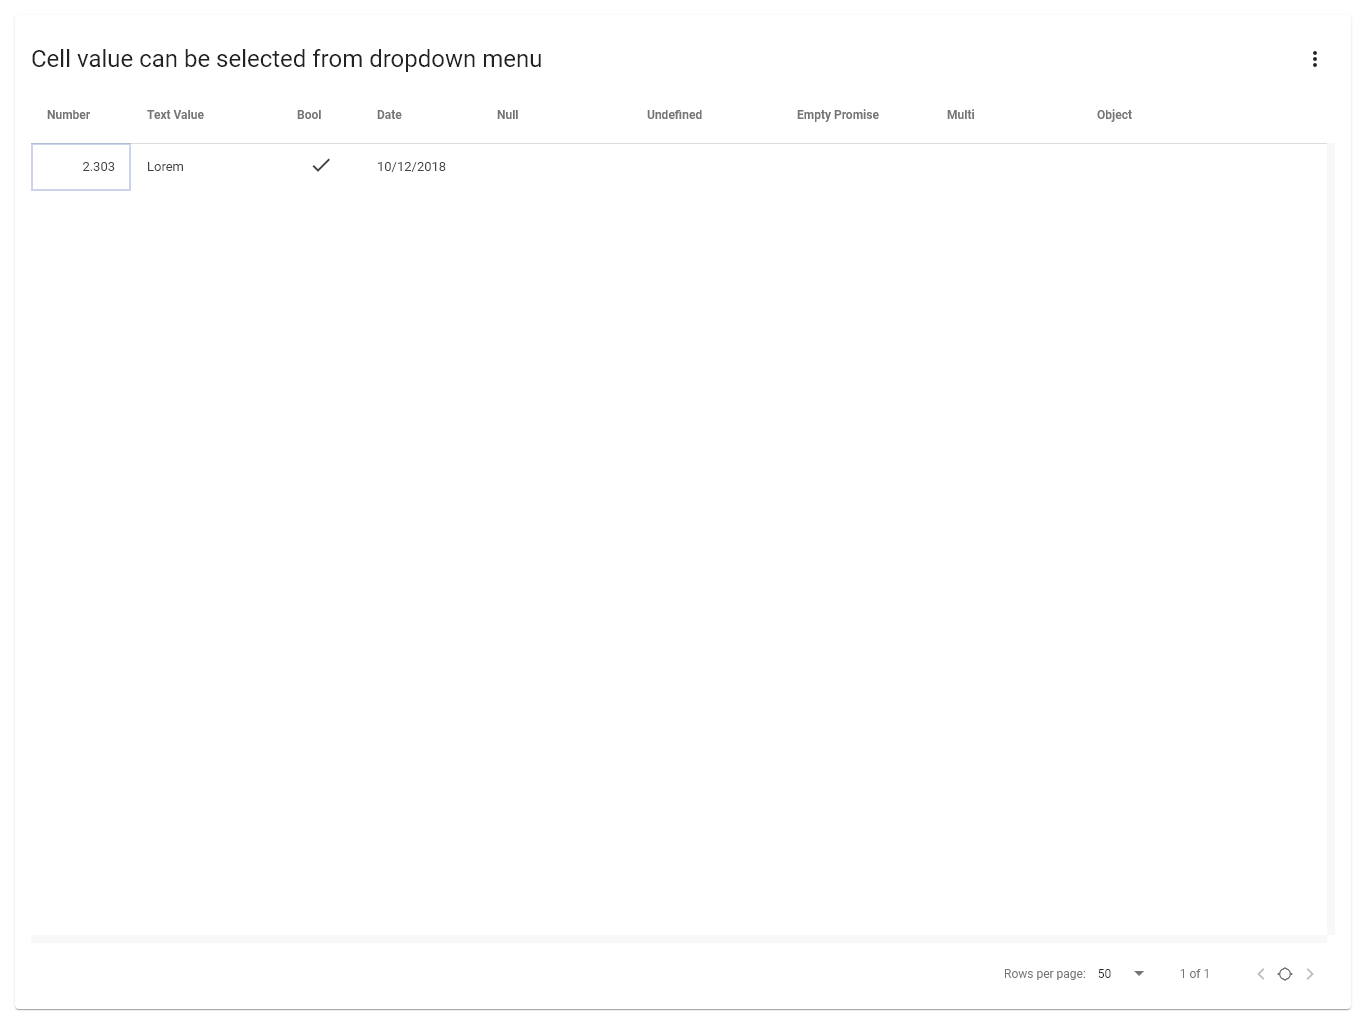 Cell value can be selected from dropdown menu
Number Text Value Bool Date Null Undefined Empty Promise Multi Object
2.303 Lorem 10/12/2018
Rows per page: 50 1 of 1